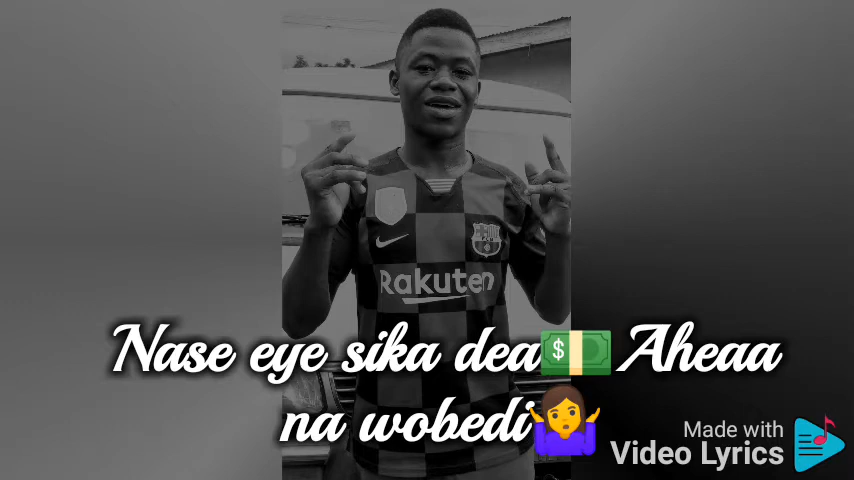 Rakuten
Nase eye sika dea💵Aheaa
na wobedi🤷‍♀️
Made with
Video Lyrics